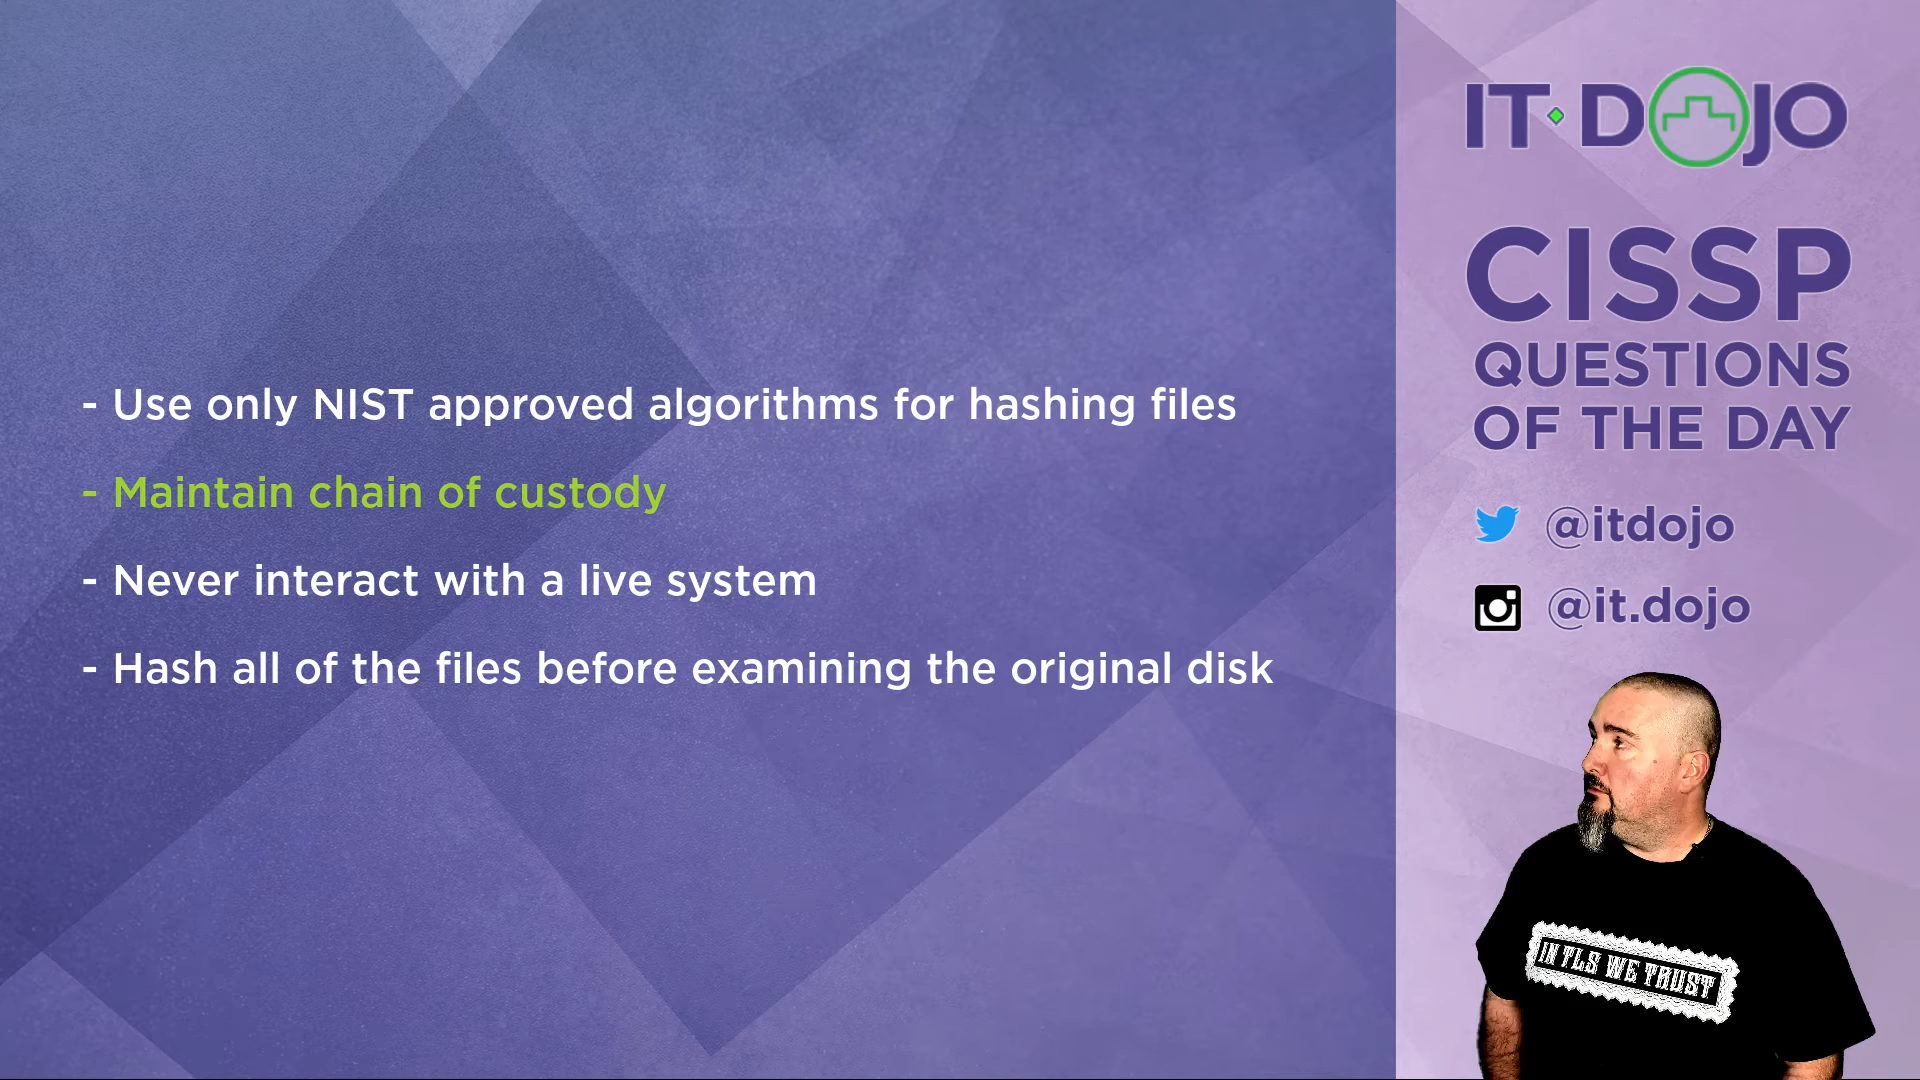 - Use only NIST approved algorithms for hashing files
- Maintain chain of custody
- Never interact with a live system
- Hash all of the files before examining the original disk
IT DOJO
CISSP
QUESTIONS
OF THE DAY
@itdojo
@it.dojo
IN TLS WE TRUST